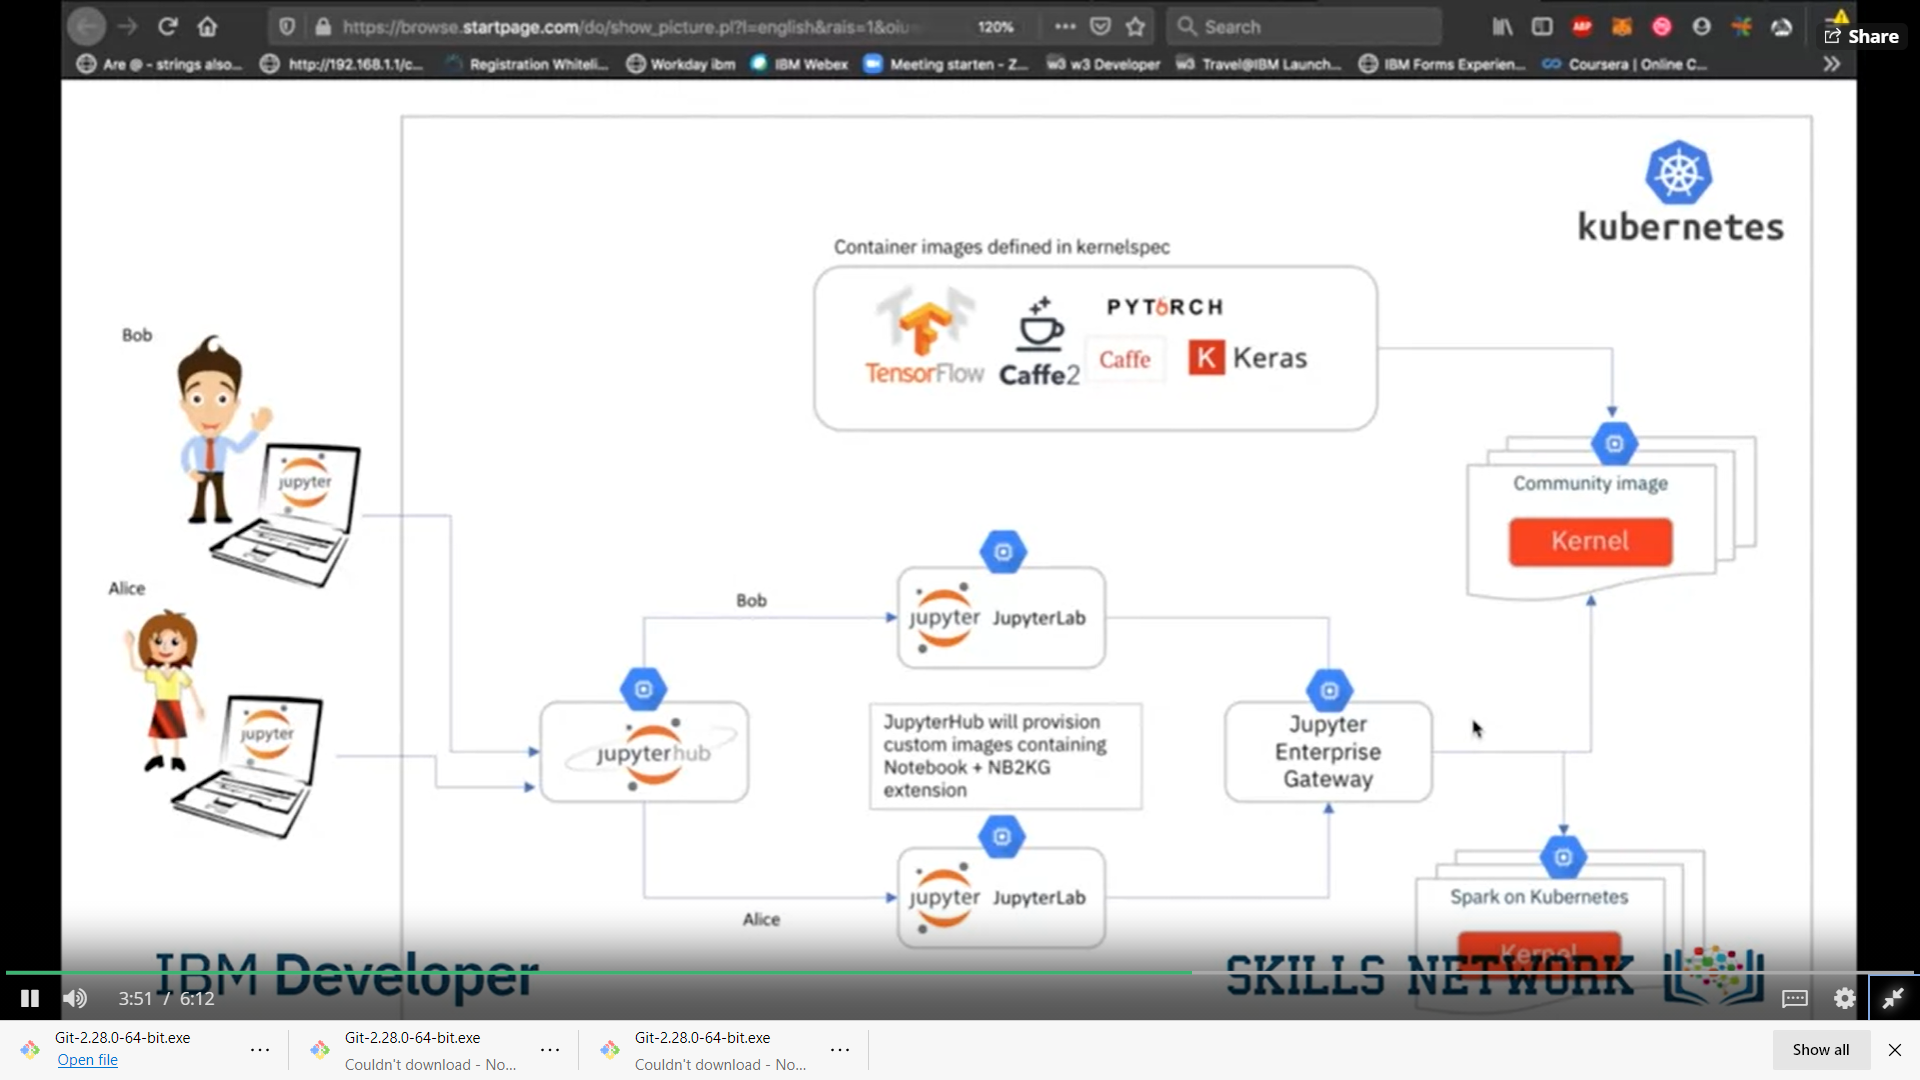 https://browse.startpage.com/do/show_picture.pl?l=english&rais=1&oiu=
120%
Search
Share
Are @ - strings also...
http://192.168.1.1/c...
Registration Whiteli...
Workday ibm
IBM Webex
Meeting starten - Z...
w3 w3 Developer
w3 Travel@IBM Launch...
IBM Forms Experien...
Coursera | Online C...
kubernetes
Container images defined in kernelspec
TensorFlow
Caffe2
PYTORCH
Caffe
K Keras
Bob
jupyter
Community image
Kernel
Alice
jupyter
Bob
jupyter JupyterLab
jupyterhub
JupyterHub will provision
custom images containing
Notebook + NB2KG
extension
Jupyter
Enterprise
Gateway
Alice
jupyter JupyterLab
Spark on Kubernetes
Kernel
IBM Developer
SKILLS NETWORK
3:51 / 6:12
Git-2.28.0-64-bit.exe
Open file
Git-2.28.0-64-bit.exe
Couldn't download - No...
Git-2.28.0-64-bit.exe
Couldn't download - No...
Show all